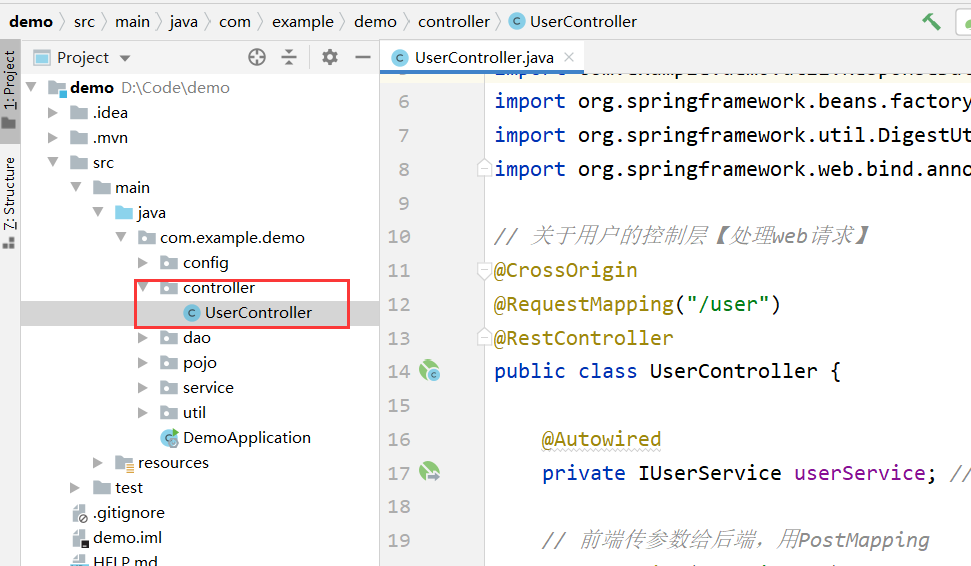 demo src main java com example demo controller UserController
Project
UserController.java
1: Project
Z: Structure
demo D:\Code\demo
.idea
.mvn
src
main
java
com.example.demo
config
controller
UserController
dao
pojo
service
util
DemoApplication
resources
test
.gitignore
demo.iml
HELP.md
6 import org.springframework.beans.factory
7 import org.springframework.util.DigestUt
8 import org.springframework.web.bind.anno
9
10 // 关于用户的控制层【处理web请求】
11 @CrossOrigin
12 @RequestMapping("/user")
13 @RestController
14 public class UserController {
15
16 @Autowired
17 private IUserService userService; //
18
19 // 前端传参数给后端，用PostMapping